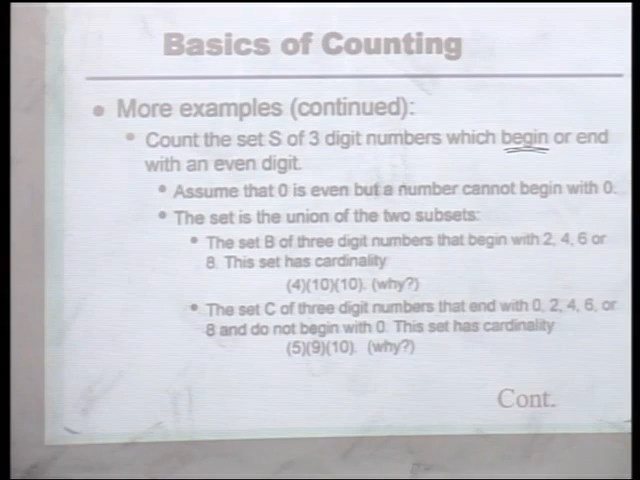 Basics of Counting
• More examples (continued):
• Count the set S of 3 digit numbers which begin or end
with an even digit.
• Assume that 0 is even but a number cannot begin with 0.
• The set is the union of the two subsets:
• The set B of three digit numbers that begin with 2, 4, 6 or
8. This set has cardinality
(4)(10)(10). (why?)
• The set C of three digit numbers that end with 0, 2, 4, 6, or
8 and do not begin with 0. This set has cardinality
(5)(9)(10). (why?)
Cont.